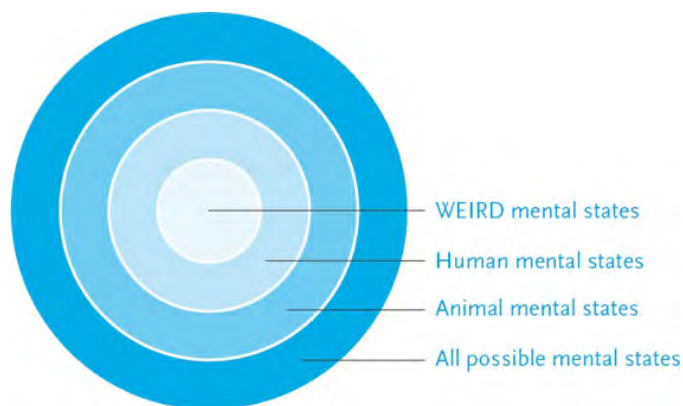 WEIRD mental states
Human mental states
Animal mental states
All possible mental states